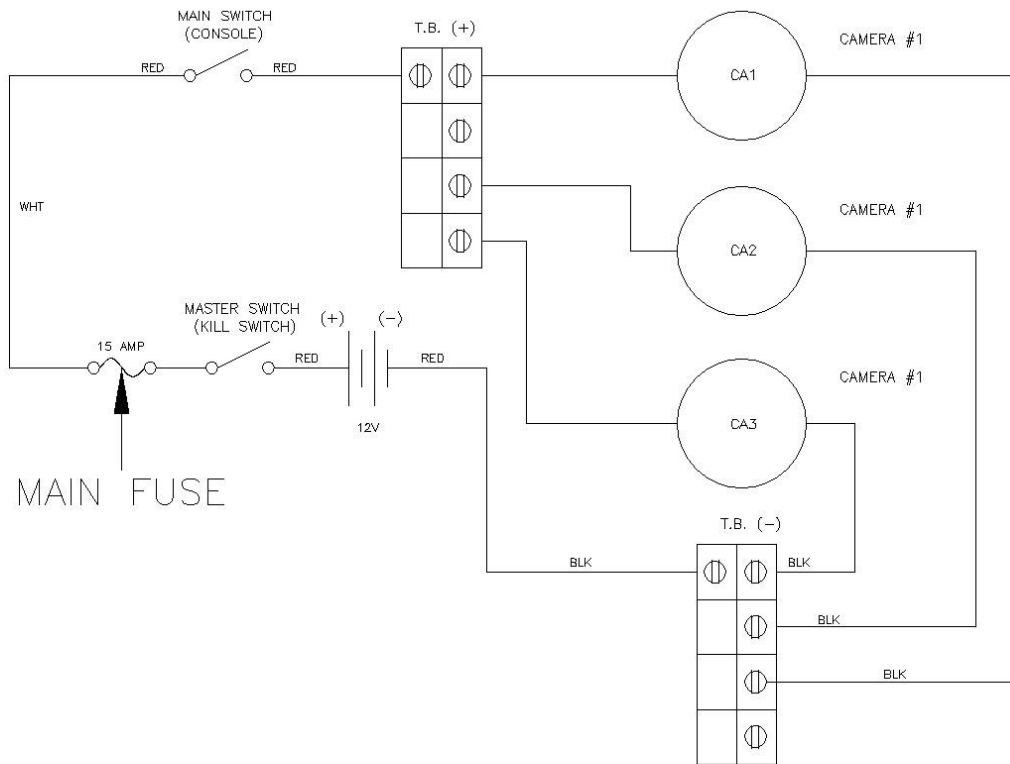 MAIN SWITCH
(CONSOLE)
T.B. (+)
CAMERA #1
RED
RED
CA1
WHT
CAMERA #1
CA2
MASTER SWITCH
(KILL SWITCH)
(+)
(-)
15 AMP
RED
RED
12V
CAMERA #1
CA3
MAIN FUSE
T.B. (-)
BLK
BLK
BLK
BLK